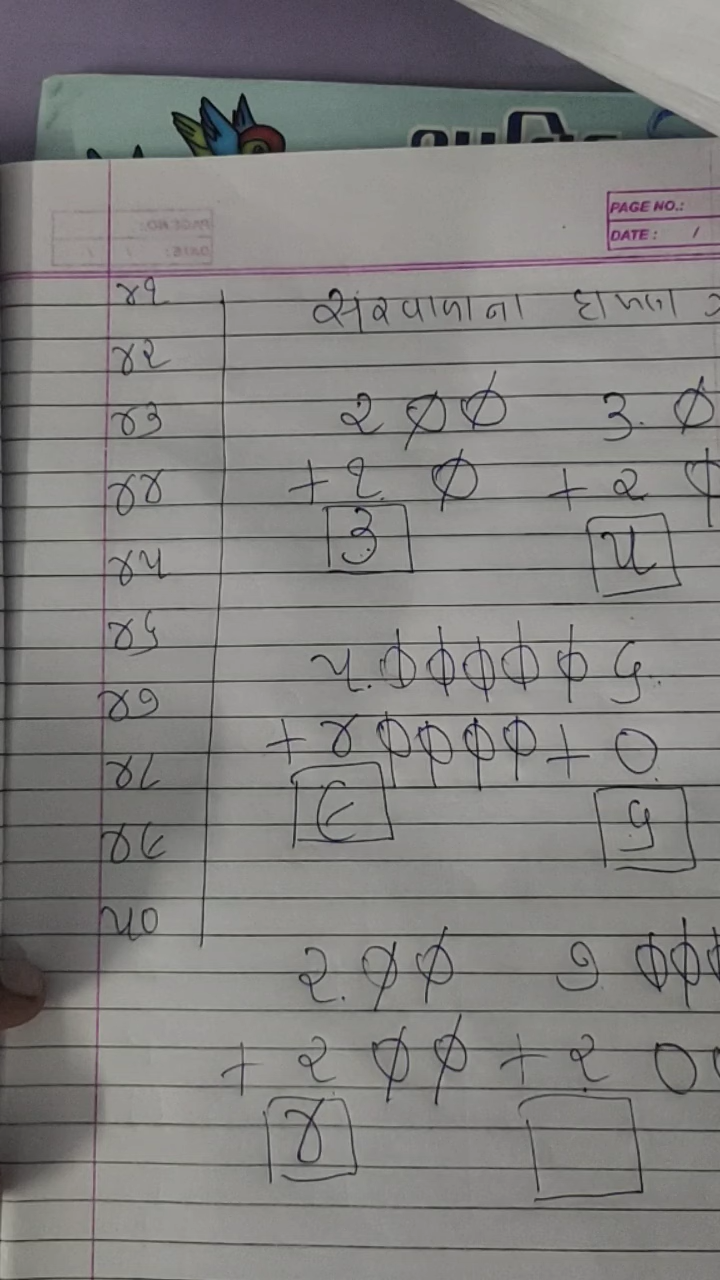 PAGE NO.:
DATE: /
૪૧
૪૨
૪૩
૪૪
૪૫
૪૬
૪૭
૪૮
૪૯
૫૦
સંરવાળાના દાખલા
૨ ૩.
+ ૧ + ૨
૩ ૫
૫. ૬.
+ ૪ + ૦
૯ ૬
૨. ૭
+ ૨ + ૨
૪